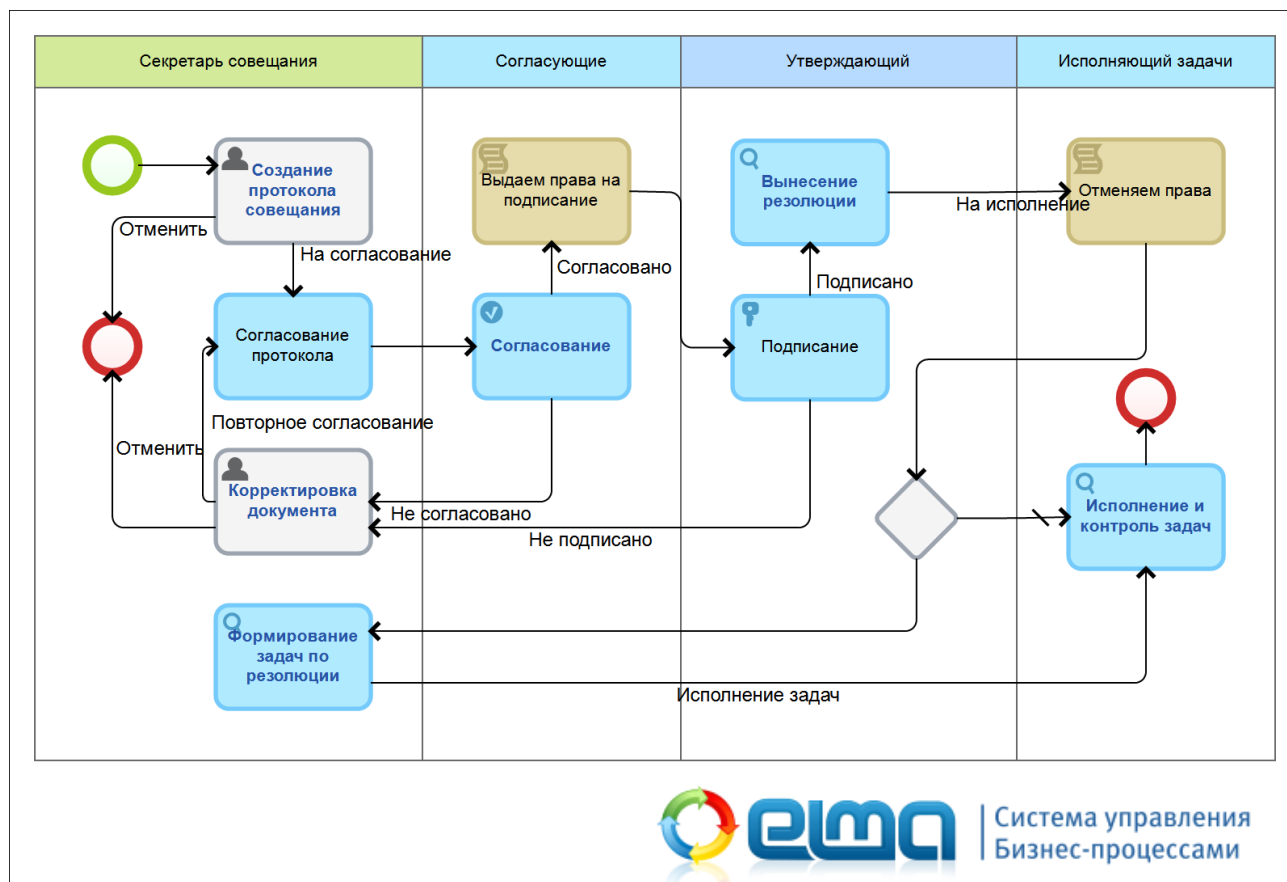 Секретарь совещания
Согласующие
Утверждающий
Исполняющий задачи
Создание
протокола
совещания
Выдаем права на
подписание
Вынесение
резолюции
На исполнение
Отменяем права
Отменить
На согласование
Согласовано
Подписано
Согласование
протокола
Согласование
Подписание
Повторное согласование
Отменить
Корректировка
документа
Не согласовано
Не подписано
Исполнение и
контроль задач
Формирование
задач по
резолюции
Исполнение задач
elma
Система управления
Бизнес-процессами